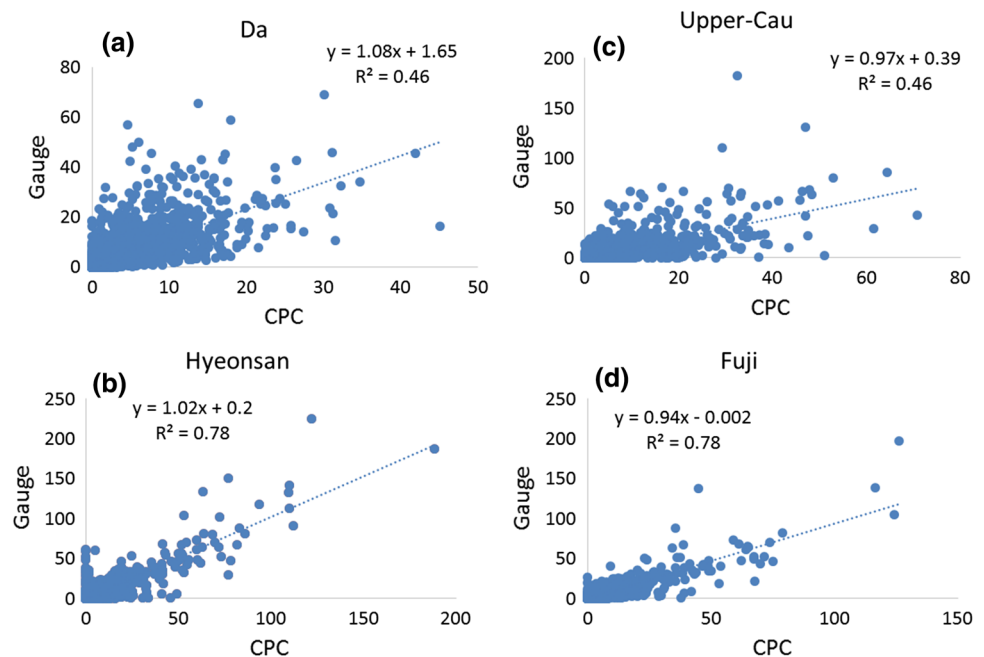 (a)
Da
y = 1.08x + 1.65
R² = 0.46
80
60
40
20
0
Gauge
0 10 20 30 40 50
CPC
Upper-Cau
(c)
y = 0.97x + 0.39
R² = 0.46
200
150
100
50
0
Gauge
0 20 40 60 80
CPC
Hyeonsan
(b)
y = 1.02x + 0.2
R² = 0.78
250
200
150
100
50
0
Gauge
0 50 100 150 200
CPC
Fuji
(d)
y = 0.94x - 0.002
R² = 0.78
250
200
150
100
50
0
Gauge
0 50 100 150
CPC